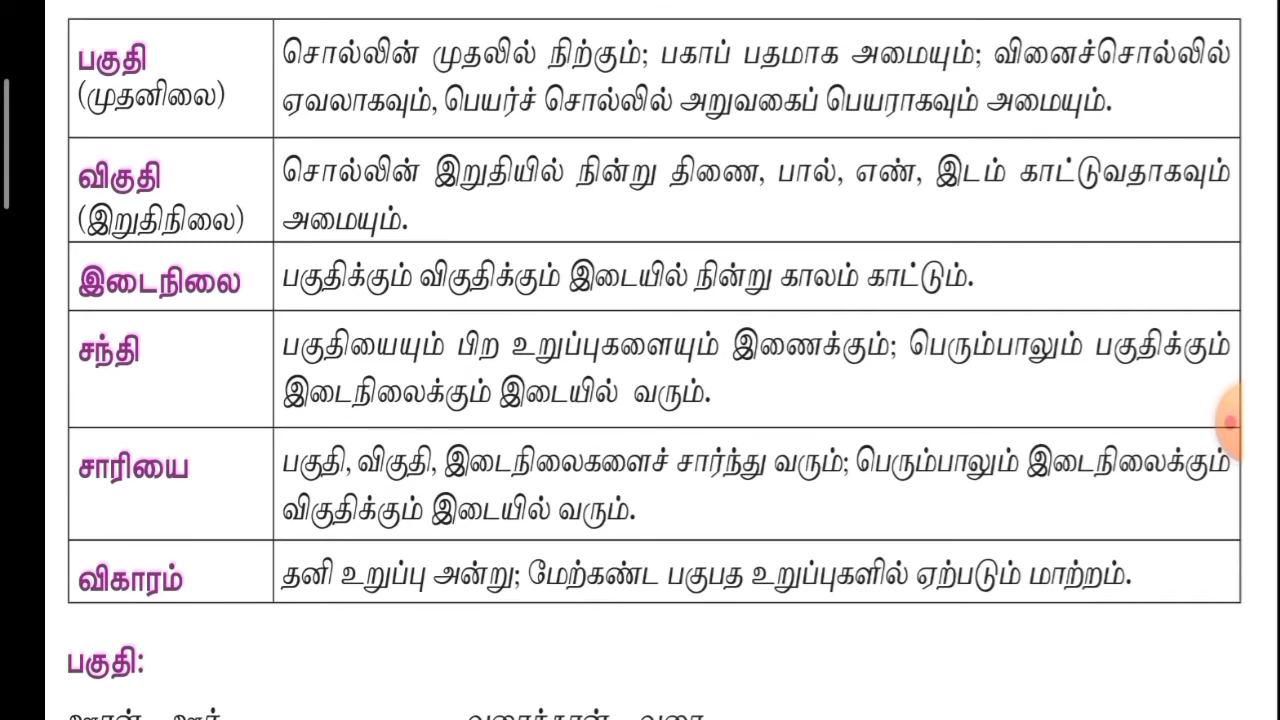 பகுதி
(முதனிலை)
சொல்லின் முதலில் நிற்கும்; பகாப் பதமாக அமையும்; வினைச்சொல்லில்
ஏவலாகவும், பெயர்ச் சொல்லில் அறுவகைப் பெயராகவும் அமையும்.
விகுதி
(இறுதிநிலை)
சொல்லின் இறுதியில் நின்று திணை, பால், எண், இடம் காட்டுவதாகவும்
அமையும்.
இடைநிலை
பகுதிக்கும் விகுதிக்கும் இடையில் நின்று காலம் காட்டும்.
சந்தி
பகுதியையும் பிற உறுப்புகளையும் இணைக்கும்; பெரும்பாலும் பகுதிக்கும்
இடைநிலைக்கும் இடையில் வரும்.
சாரியை
பகுதி, விகுதி, இடைநிலைகளைச் சார்ந்து வரும்; பெரும்பாலும் இடைநிலைக்கும்
விகுதிக்கும் இடையில் வரும்.
விகாரம்
தனி உறுப்பு அன்று; மேற்கண்ட பகுபத உறுப்புகளில் ஏற்படும் மாற்றம்.
பகுதி: